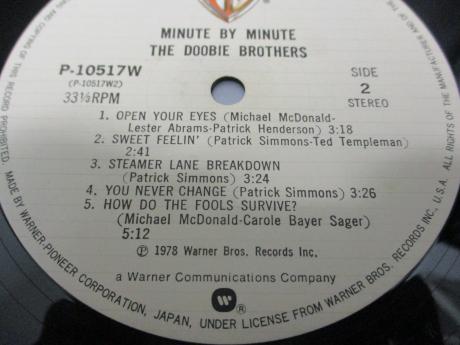 MINUTE BY MINUTE
THE DOOBIE BROTHERS
P-10517W
(P-10517W2)
33⅓RPM
SIDE
2
STEREO
1. OPEN YOUR EYES (Michael McDonald-
Lester Abrams-Patrick Henderson) 3:18
2. SWEET FEELIN' (Patrick Simmons-Ted Templeman)
2:41
3. STEAMER LANE BREAKDOWN
(Patrick Simmons) 3:24
4. YOU NEVER CHANGE (Patrick Simmons) 3:26
5. HOW DO THE FOOLS SURVIVE?
(Michael McDonald-Carole Bayer Sager)
5:12
℗ 1978 Warner Bros. Records Inc.
a Warner Communications Company
W®
AND COPYING OF THIS RECORD PROHIBITED. MADE BY WARNER-PIONEER CORPORATION, JAPAN, UNDER LICENSE FROM WARNER BROS. RECORDS INC., U.S.A. ALL RIGHTS OF THE MANUFACTURER AND OF THE